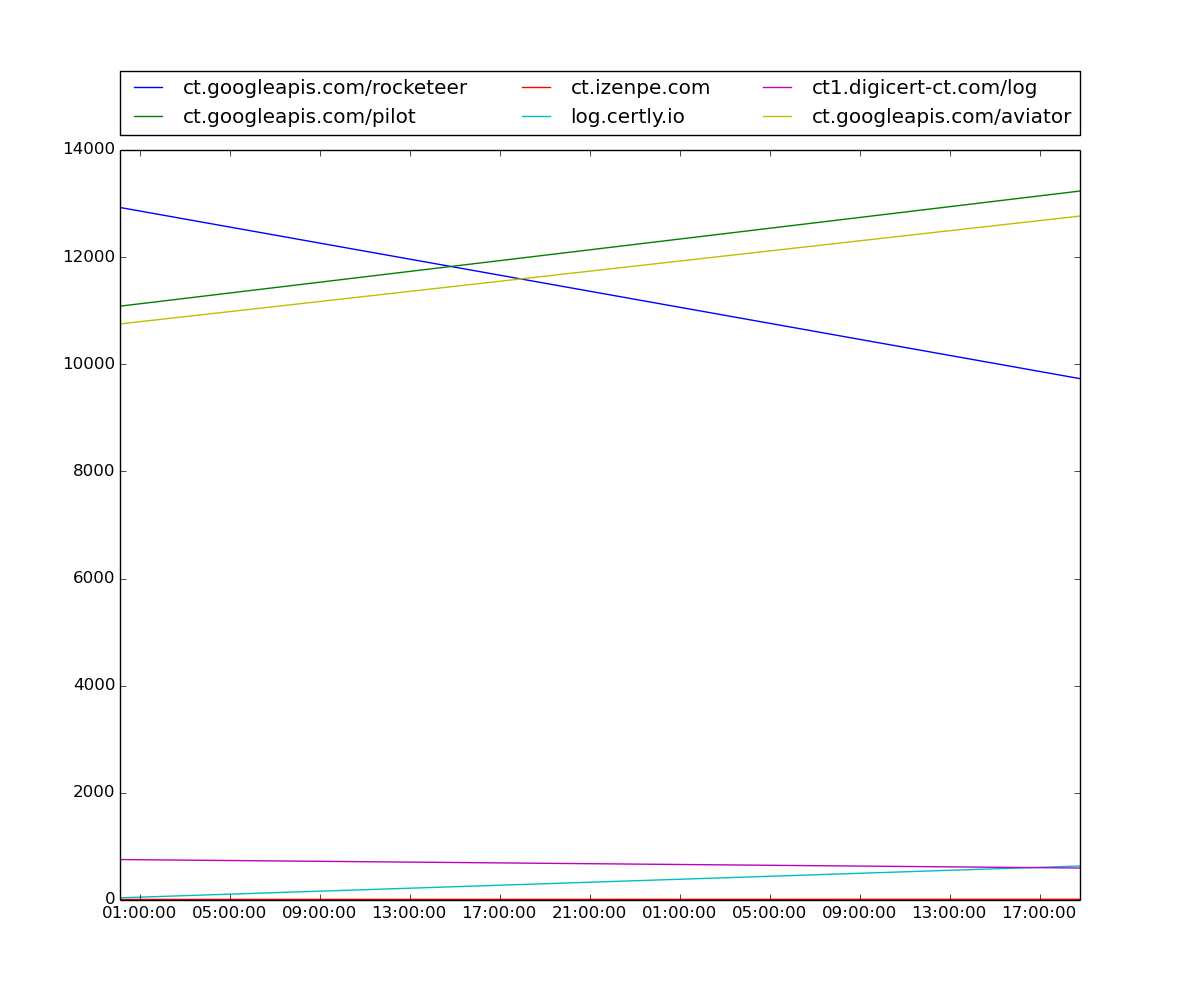 ct.googleapis.com/rocketeer ct.izenpe.com ct1.digicert-ct.com/log
ct.googleapis.com/pilot log.certly.io ct.googleapis.com/aviator
14000
12000
10000
8000
6000
4000
2000
0
01:00:00 05:00:00 09:00:00 13:00:00 17:00:00 21:00:00 01:00:00 05:00:00 09:00:00 13:00:00 17:00:00